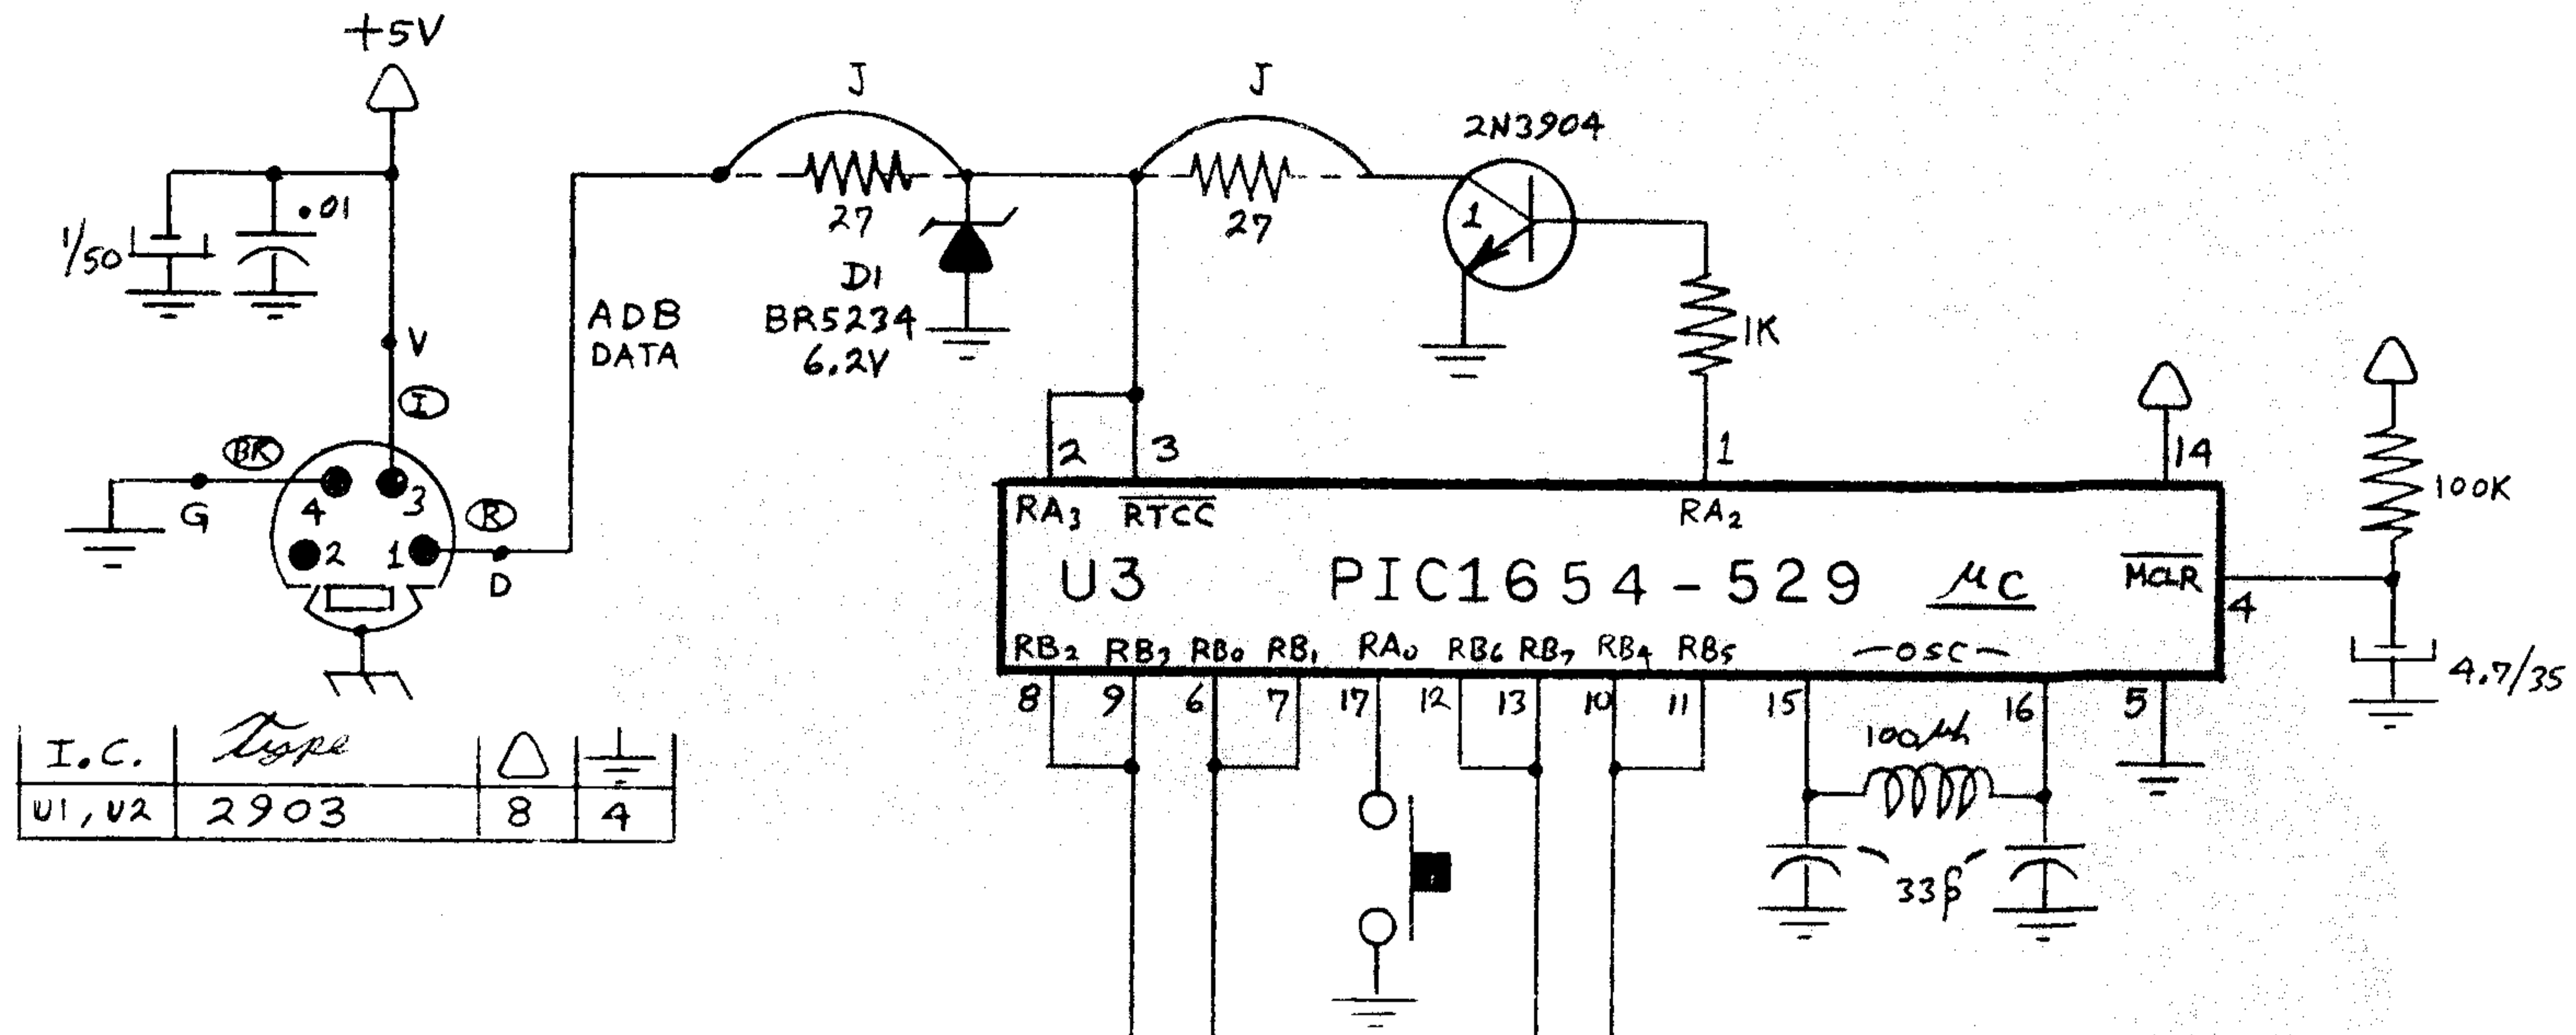 +5V
J
J
2N3904
.01
1/50
27
27
1
D1
BR5234
6.2V
ADB
DATA
1K
V
I
BR
G
4
3
R
2
1
D
2
3
1
14
100K
RA3
RTCC
RA2
U3
PIC1654-529
μC
MCLR
4
RB2
RB3
RB0
RB1
RA0
RB6
RB7
RB4
RB5
-OSC-
8
9
6
7
17
12
13
10
11
15
16
5
4.7/35
100μh
33p
I.C.
Type
U1, U2
2903
8
4